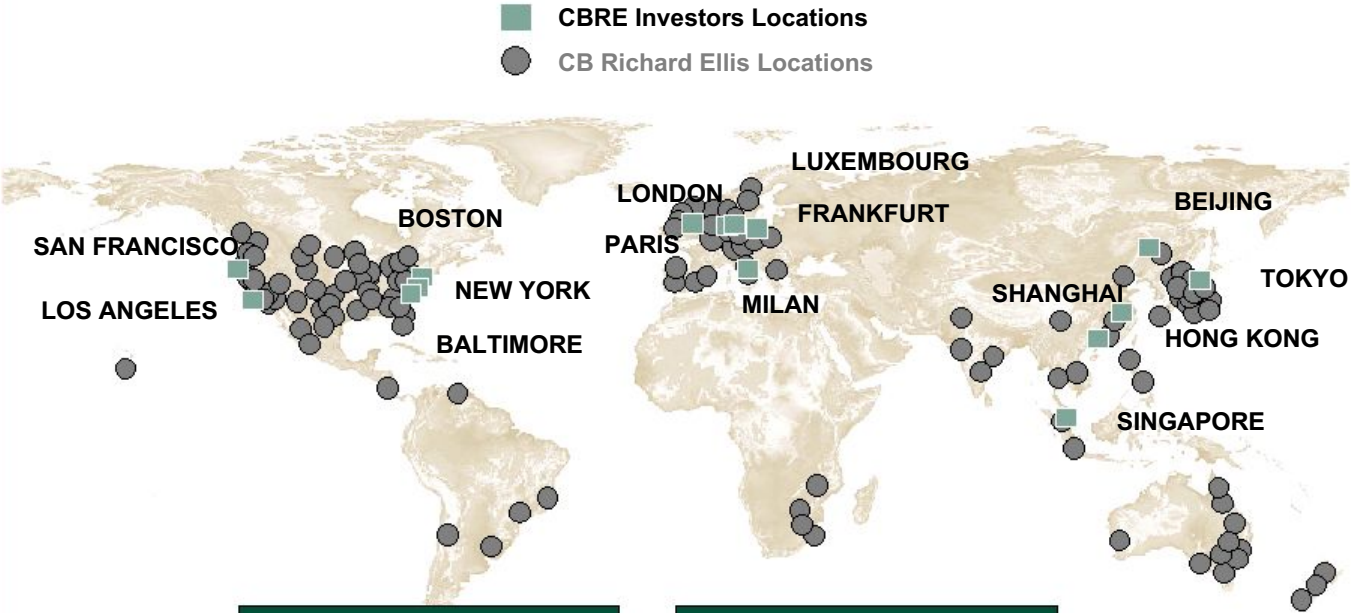 CBRE Investors Locations
CB Richard Ellis Locations
LUXEMBOURG
LONDON
BEIJING
BOSTON
FRANKFURT
SAN FRANCISCO
PARIS
TOKYO
NEW YORK
SHANGHAI
LOS ANGELES
MILAN
HONG KONG
BALTIMORE
SINGAPORE